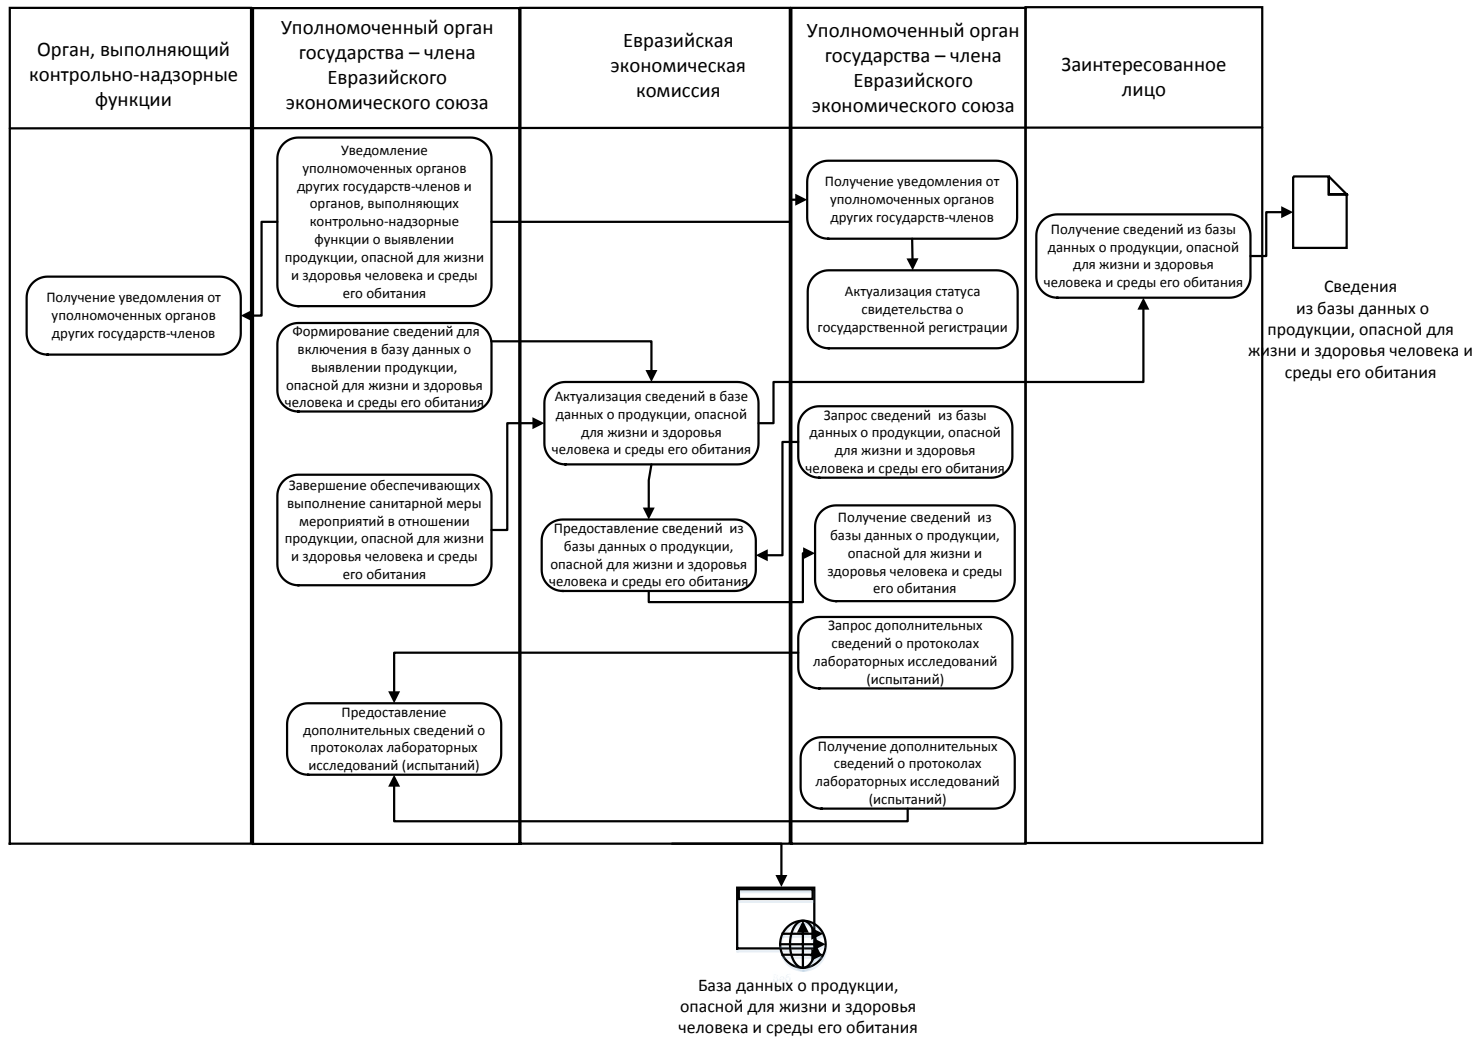 Орган, выполняющий
контрольно-надзорные
функции
Уполномоченный орган
государства – члена
Евразийского
экономического союза
Евразийская
экономическая
комиссия
Уполномоченный орган
государства – члена
Евразийского
экономического союза
Заинтересованное
лицо
Получение уведомления от
уполномоченных органов
других государств-членов
Уведомление
уполномоченных органов
других государств-членов и
органов, выполняющих
контрольно-надзорные
функции о выявлении
продукции, опасной для жизни
и здоровья человека и среды
его обитания
Формирование сведений для
включения в базу данных о
выявлении продукции,
опасной для жизни и здоровья
человека и среды его обитания
Завершение обеспечивающих
выполнение санитарной меры
мероприятий в отношении
продукции, опасной для жизни
и здоровья человека и среды
его обитания
Предоставление
дополнительных сведений о
протоколах лабораторных
исследований (испытаний)
Актуализация сведений в базе
данных о продукции, опасной
для жизни и здоровья
человека и среды его обитания
Предоставление сведений из
базы данных о продукции,
опасной для жизни и здоровья
человека и среды его обитания
Получение уведомления от
уполномоченных органов
других государств-членов
Актуализация статуса
свидетельства о
государственной регистрации
Запрос сведений из базы
данных о продукции, опасной
для жизни и здоровья
человека и среды его обитания
Получение сведений из
базы данных о продукции,
опасной для жизни и
здоровья человека и среды
его обитания
Запрос дополнительных
сведений о протоколах
лабораторных исследований
(испытаний)
Получение дополнительных
сведений о протоколах
лабораторных исследований
(испытаний)
Получение сведений из базы
данных о продукции, опасной
для жизни и здоровья
человека и среды его обитания
Сведения
из базы данных о
продукции, опасной для
жизни и здоровья человека и
среды его обитания
База данных о продукции,
опасной для жизни и здоровья
человека и среды его обитания